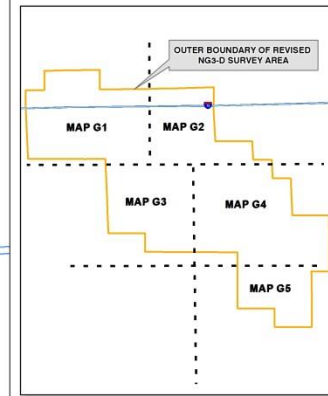 OUTER BOUNDARY OF REVISED
NG3-D SURVEY AREA
MAP G1
MAP G2
MAP G3
MAP G4
MAP G5